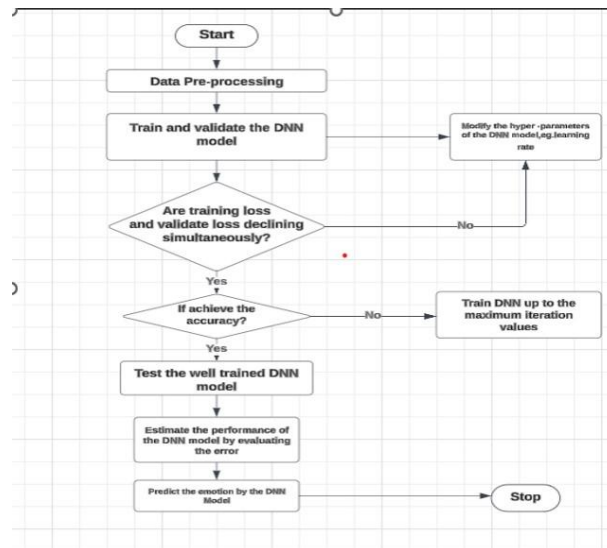 Start
Data Pre-processing
Train and validate the DNN
model
Modify the hyper -parameters
of the DNN model,eg.learning
rate
Are training loss
and validate loss declining
simultaneously?
No
Yes
If achieve the
accuracy?
No
Train DNN up to the
maximum iteration
values
Yes
Test the well trained DNN
model
Estimate the performance of
the DNN model by evaluating
the error
Predict the emotion by the DNN
Model
Stop